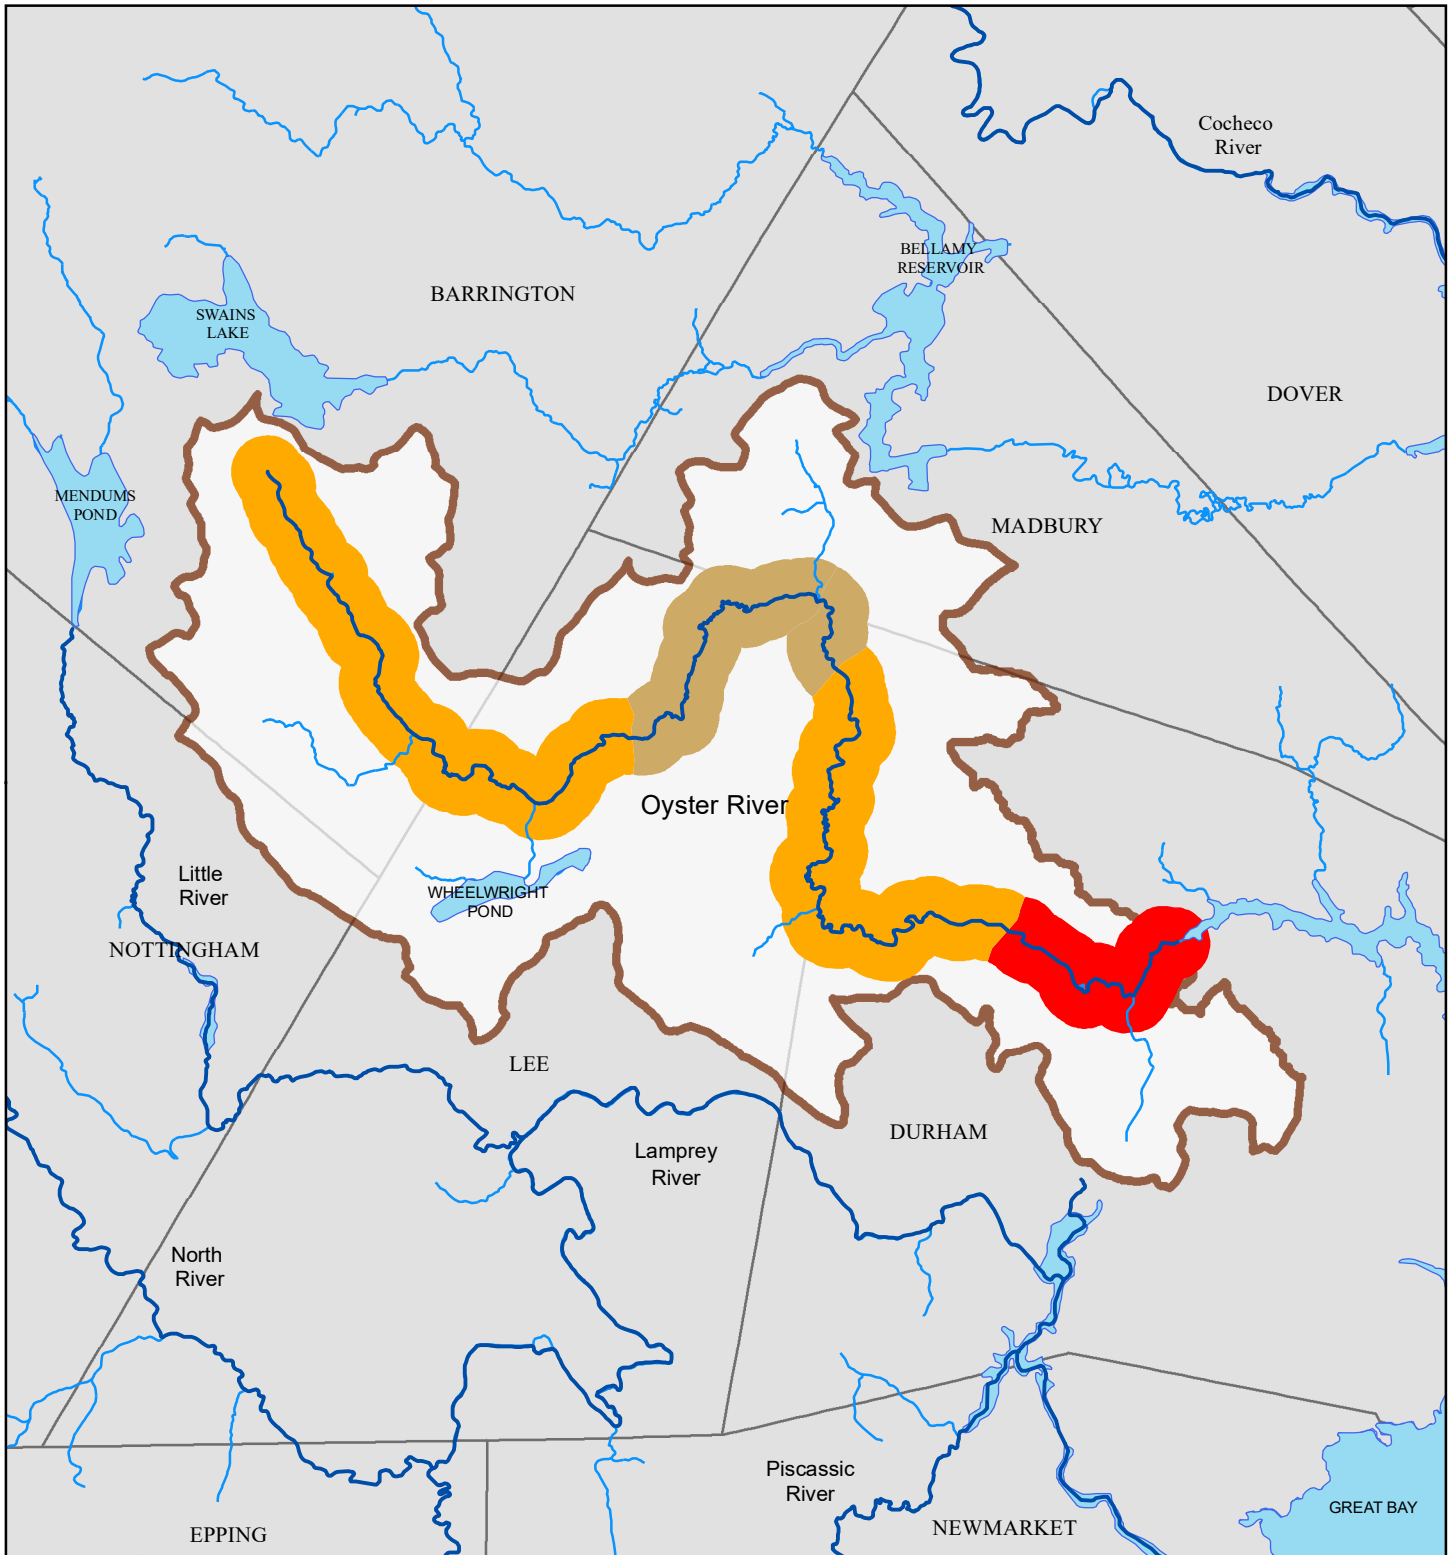 Cocheco
River
BELLAMY
RESERVOIR
BARRINGTON
SWAINS
LAKE
DOVER
MENDUMS
POND
MADBURY
Oyster River
Little
River
WHEELWRIGHT
POND
NOTTINGHAM
LEE
DURHAM
Lamprey
River
North
River
Piscassic
River
GREAT BAY
NEWMARKET
EPPING